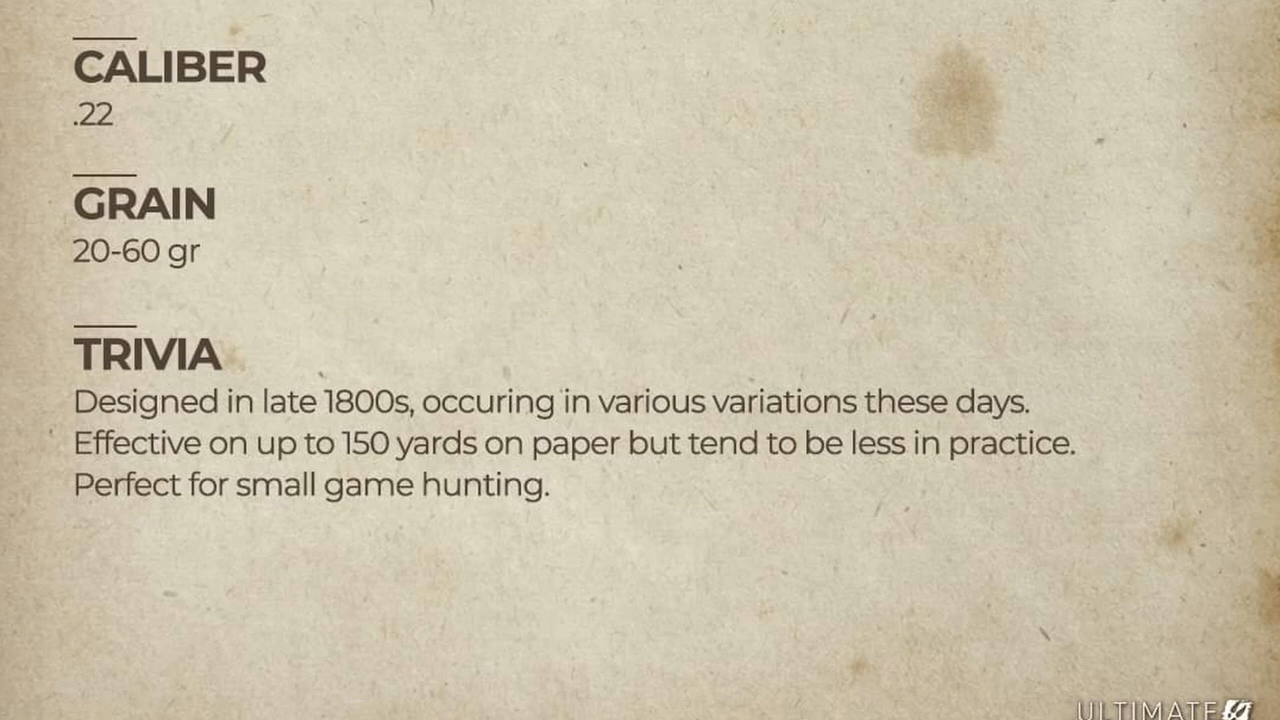 CALIBER
.22
GRAIN
20-60 gr
TRIVIA
Designed in late 1800s, occuring in various variations these days.
Effective on up to 150 yards on paper but tend to be less in practice.
Perfect for small game hunting.
ULTIMATE